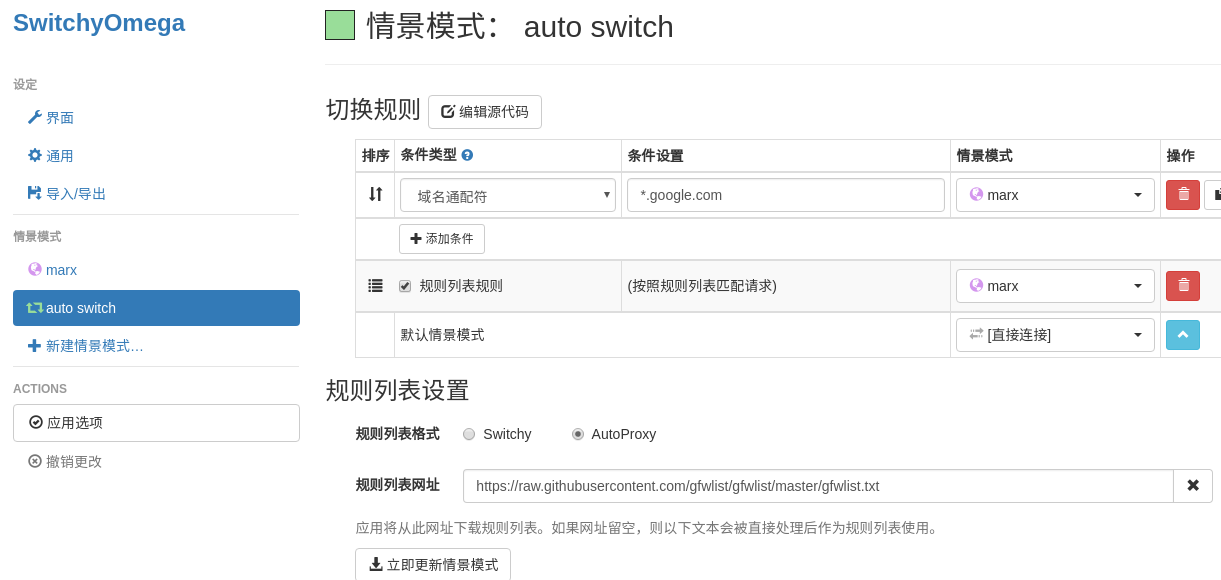 SwitchyOmega
设定
界面
通用
导入/导出
情景模式
marx
auto switch
新建情景模式…
ACTIONS
应用选项
撤销更改
情景模式： auto switch
切换规则 编辑源代码
排序 条件类型 条件设置 情景模式 操作
域名通配符 *.google.com marx
添加条件
规则列表规则 (按照规则列表匹配请求) marx
默认情景模式 [直接连接]
规则列表设置
规则列表格式 Switchy AutoProxy
规则列表网址 https://raw.githubusercontent.com/gfwlist/gfwlist/master/gfwlist.txt
应用将从此网址下载规则列表。如果网址留空，则以下文本会被直接处理后作为规则列表使用。
立即更新情景模式